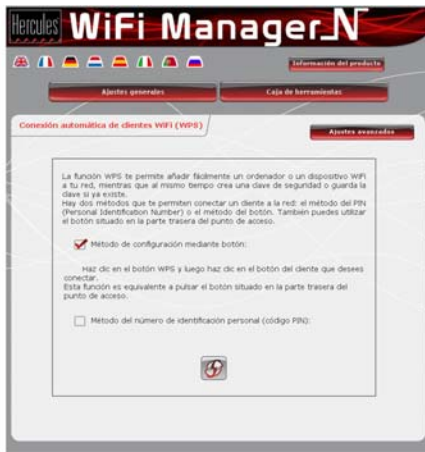 Hercules WiFi Manager N
Información del producto
Ajustes generales Caja de herramientas
Conexión automática de clientes WiFi (WPS)
Ajustes avanzados
La función WPS te permite añadir fácilmente un ordenador o un dispositivo WiFi
a tu red, mientras que al mismo tiempo crea una clave de seguridad o guarda la
clave si ya existe.
Hay dos métodos que te permiten conectar un cliente a la red: el método del PIN
(Personal Identification Number) o el método del botón. También puedes utilizar
el botón situado en la parte trasera del punto de acceso.
Método de configuración mediante botón:
Haz clic en el botón WPS y luego haz clic en el botón del cliente que desees
conectar.
Esta función es equivalente a pulsar el botón situado en la parte trasera del
punto de acceso.
Método del número de identificación personal (código PIN):